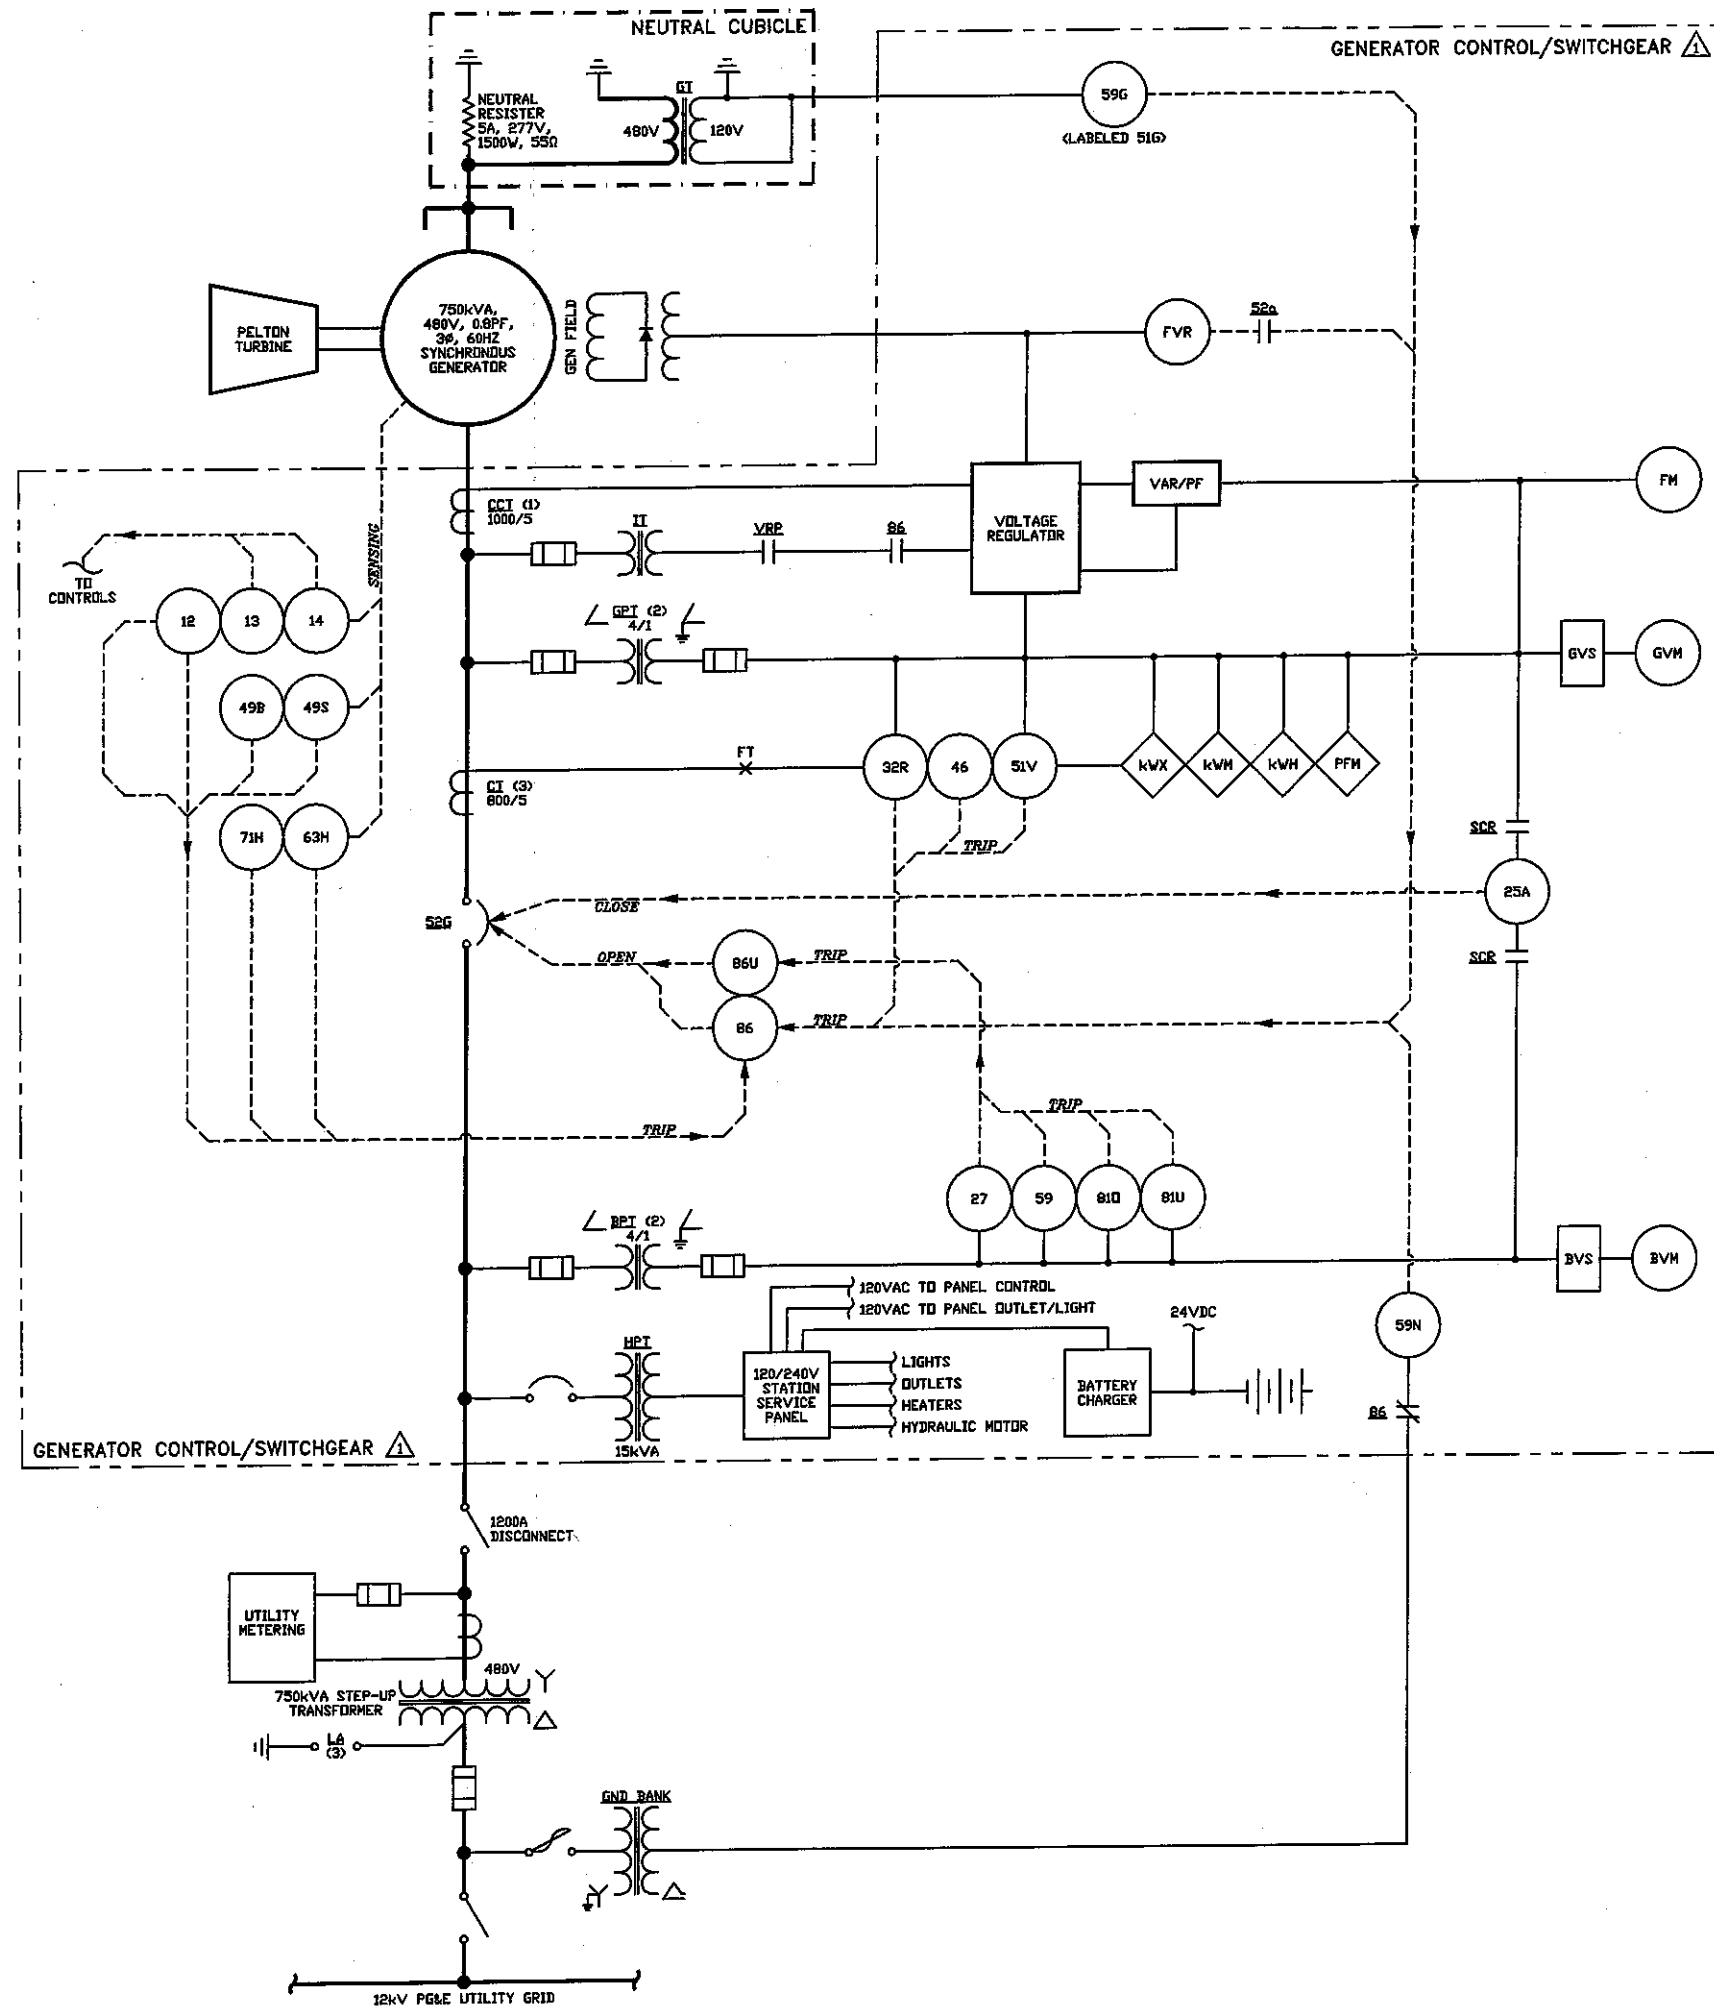 NEUTRAL CUBICLE
GENERATOR CONTROL/SWITCHGEAR 1
NEUTRAL
RESISTER
5A, 277V,
1500W, 55Ω
GT
480V
120V
59G
(LABELED 51G)
PELTON
TURBINE
750kVA,
480V, 0.8PF,
3ø, 60HZ
SYNCHRONOUS
GENERATOR
GEN FIELD
FVR
52a
CCT (1)
1000/5
IT
VRP
86
VOLTAGE
REGULATOR
VAR/PF
FM
SENSING
TO
CONTROLS
12
13
14
GPT (2)
4/1
GVS
GVM
49B
49S
FT
CT (3)
800/5
32R
46
51V
kWX
kWM
kWH
PFM
71H
63H
TRIP
SCR
25A
CLOSE
52G
SCR
OPEN
86U
TRIP
86
TRIP
TRIP
TRIP
27
59
81O
81U
BPT (2)
4/1
BVS
BVM
120VAC TO PANEL CONTROL
120VAC TO PANEL OUTLET/LIGHT
24VDC
59N
HPT
15kVA
120/240V
STATION
SERVICE
PANEL
LIGHTS
OUTLETS
HEATERS
HYDRAULIC MOTOR
BATTERY
CHARGER
86
GENERATOR CONTROL/SWITCHGEAR 1
1200A
DISCONNECT
UTILITY
METERING
480V
750kVA STEP-UP
TRANSFORMER
LA
(3)
GND BANK
12kV PG&E UTILITY GRID